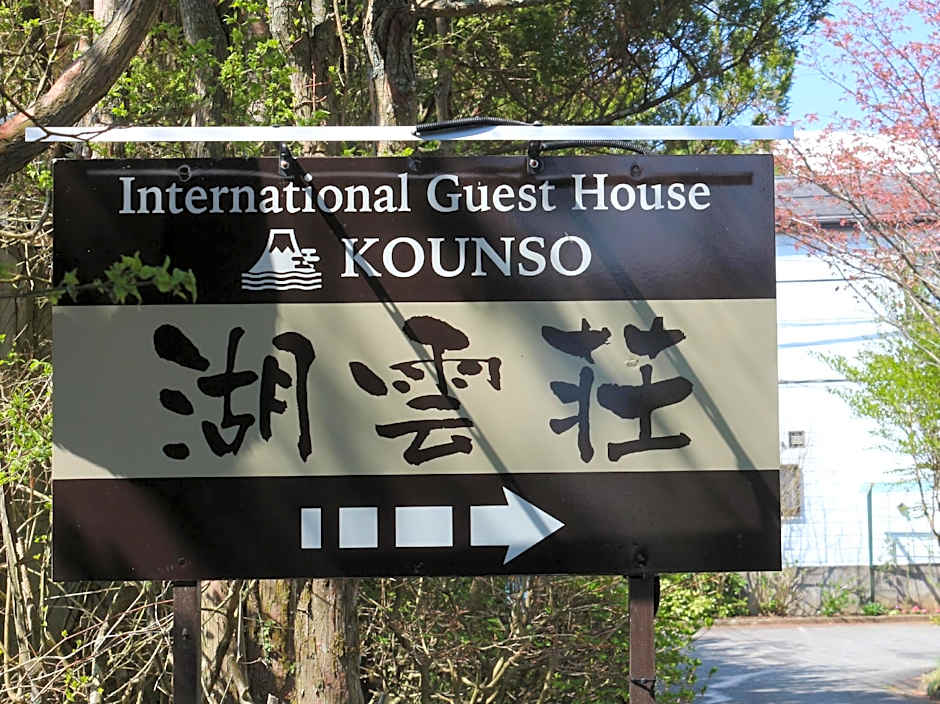 International Guest House
KOUNSO
湖雲荘